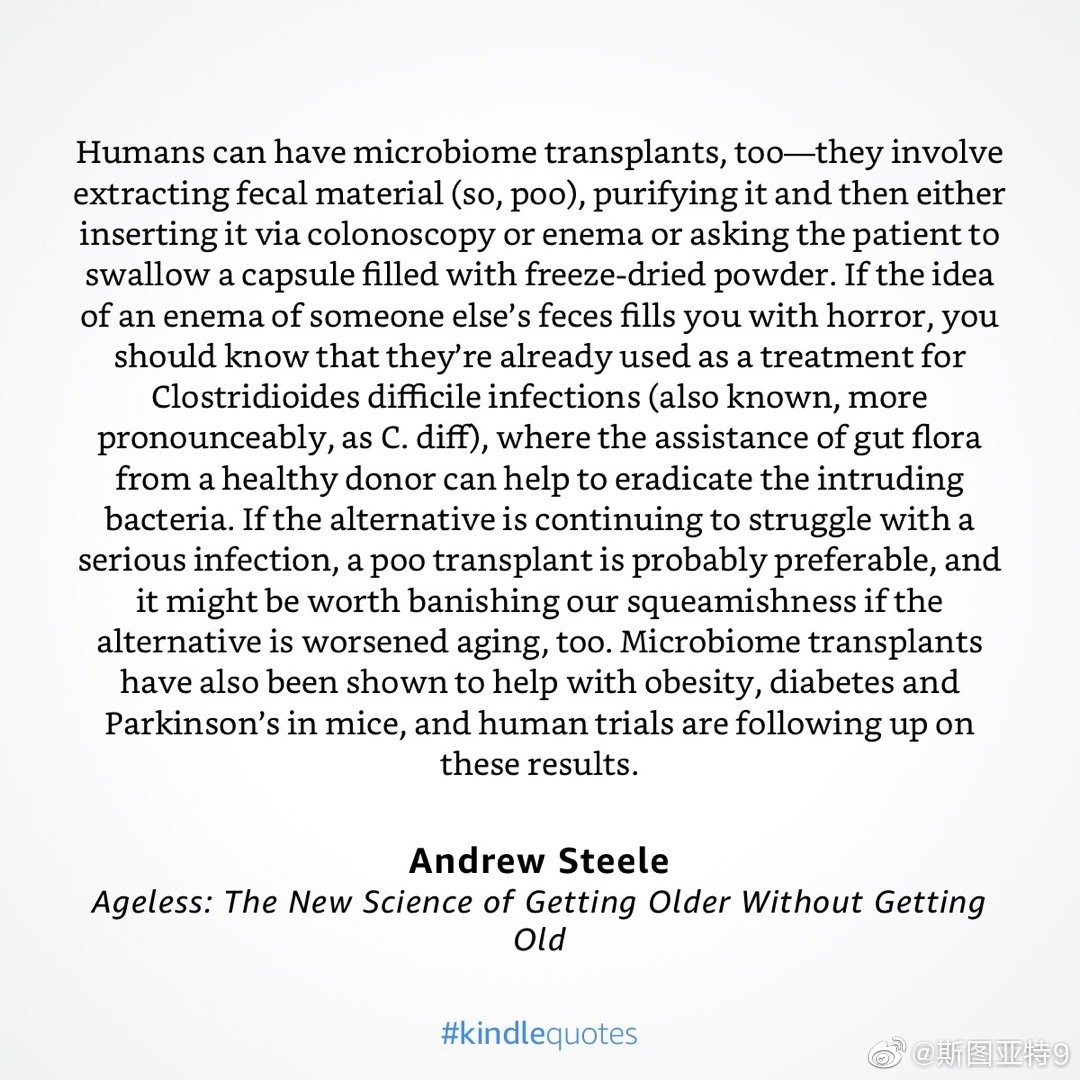 Humans can have microbiome transplants, too—they involve
extracting fecal material (so, poo), purifying it and then either
inserting it via colonoscopy or enema or asking the patient to
swallow a capsule filled with freeze-dried powder. If the idea
of an enema of someone else’s feces fills you with horror, you
should know that they’re already used as a treatment for
Clostridioides difficile infections (also known, more
pronounceably, as C. diff), where the assistance of gut flora
from a healthy donor can help to eradicate the intruding
bacteria. If the alternative is continuing to struggle with a
serious infection, a poo transplant is probably preferable, and
it might be worth banishing our squeamishness if the
alternative is worsened aging, too. Microbiome transplants
have also been shown to help with obesity, diabetes and
Parkinson’s in mice, and human trials are following up on
these results.
Andrew Steele
Ageless: The New Science of Getting Older Without Getting
Old
#kindlequotes
@斯图亚特9